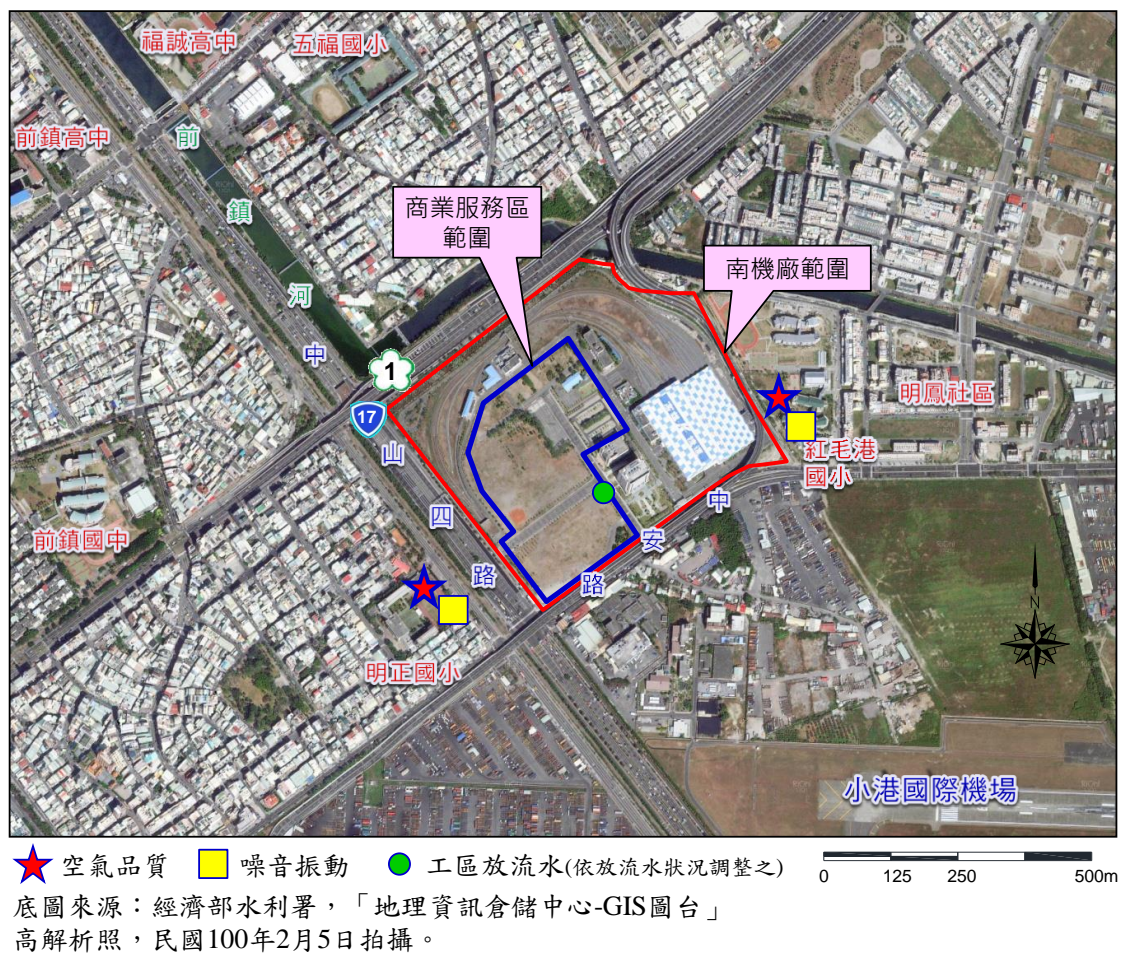 福誠高中
五福國小
前鎮高中
前
鎮
河
商業服務區
範圍
南機廠範圍
中
1
17
山
四
路
明鳳社區
紅毛港
國小
中
安
路
前鎮國中
明正國小
N
小港國際機場
空氣品質
噪音振動
工區放流水(依放流水狀況調整之)
0 125 250 500m
底圖來源：經濟部水利署，「地理資訊倉儲中心-GIS圖台」
高解析照，民國100年2月5日拍攝。